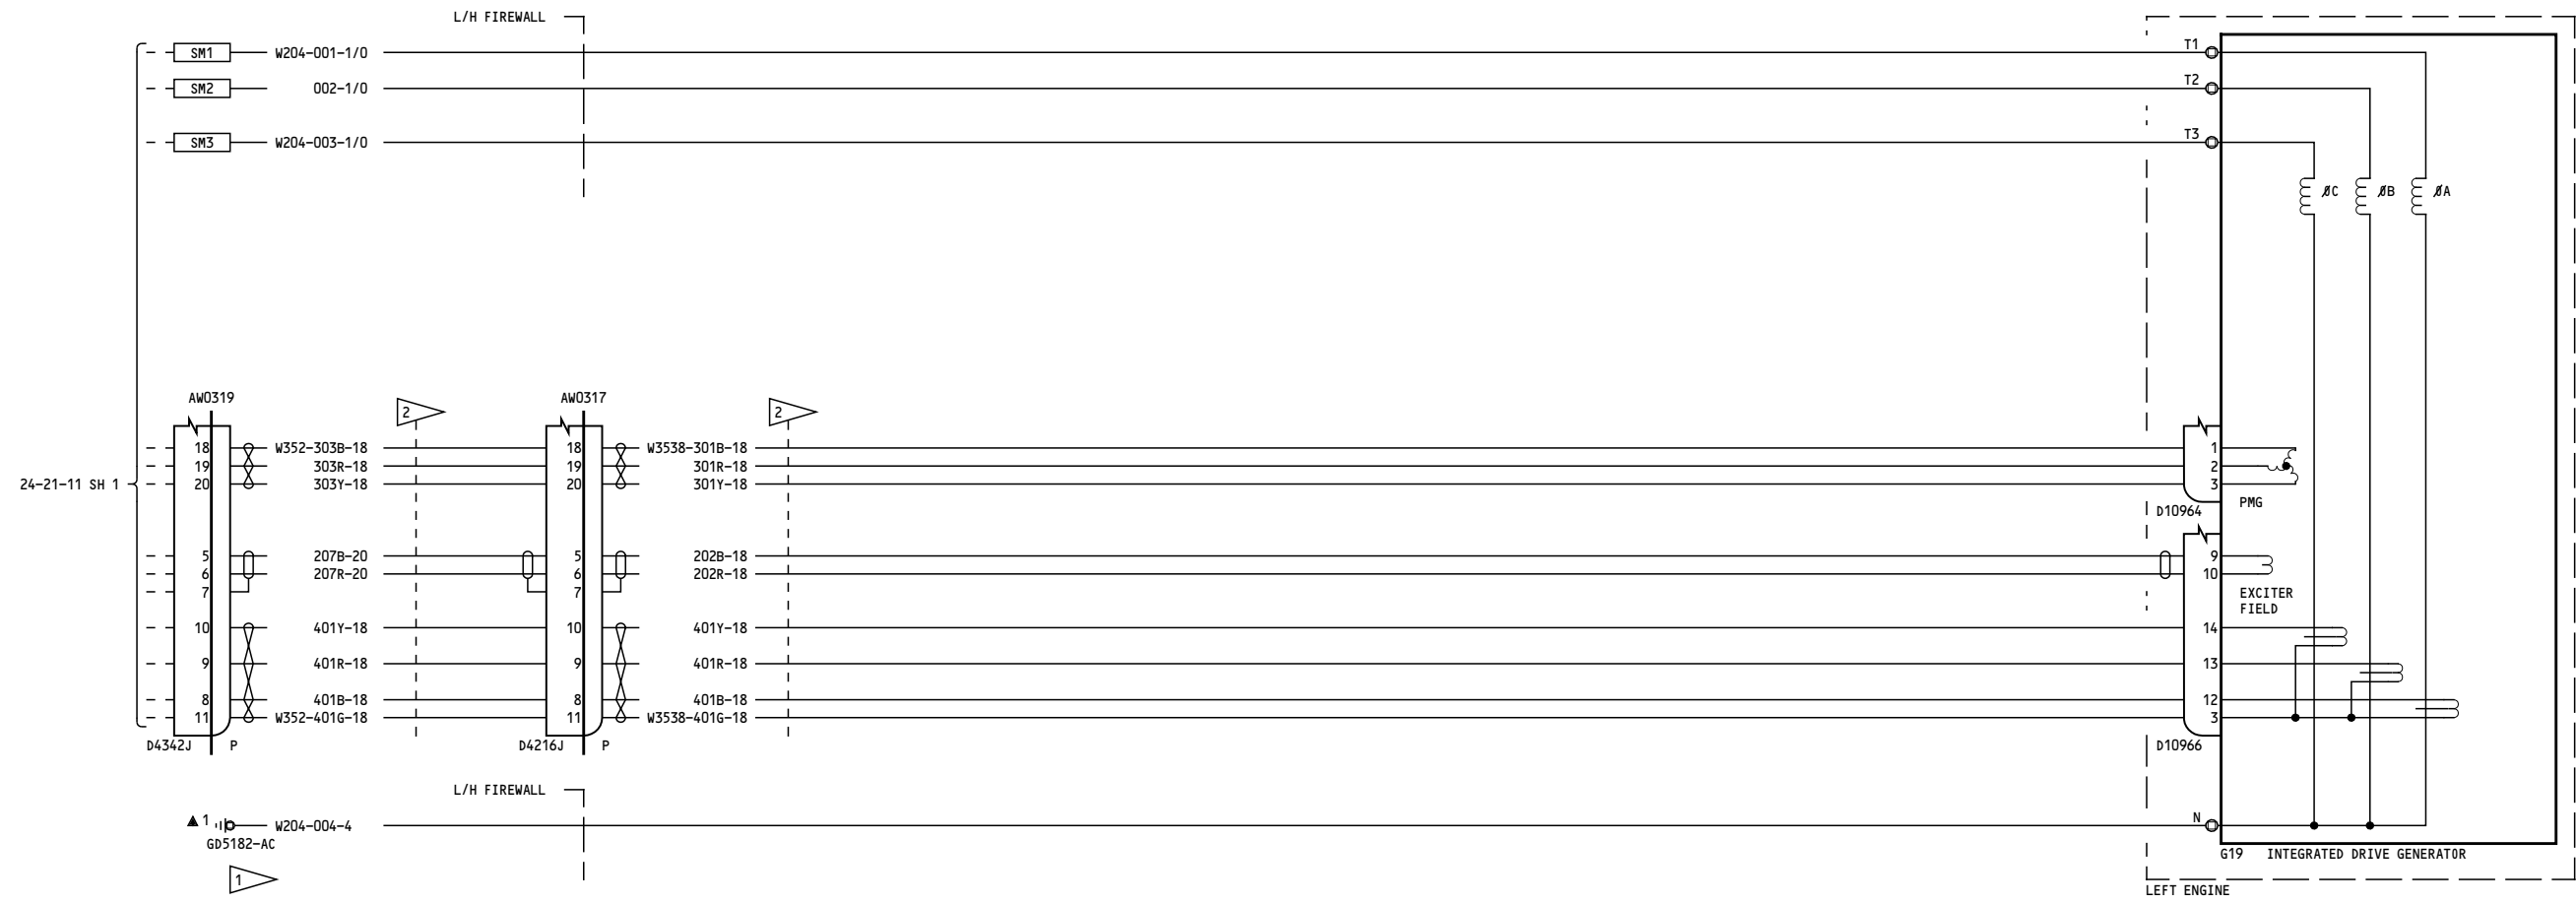 L/H FIREWALL
SM1 W204-001-1/0 T1
SM2 002-1/0 T2
SM3 W204-003-1/0 T3
ØC ØB ØA
AW0319 AW0317
2 2
18 W352-303B-18 18 W3538-301B-18 1
19 303R-18 19 301R-18 2
24-21-11 SH 1 20 303Y-18 20 301Y-18 3
PMG
D10964
5 207B-20 5 202B-18 9
6 207R-20 6 202R-18 10
7 7
EXCITER
FIELD
10 401Y-18 10 401Y-18 14
9 401R-18 9 401R-18 13
8 401B-18 8 401B-18 12
11 W352-401G-18 11 W3538-401G-18 3
D4342J P D4216J P D10966
L/H FIREWALL
1 W204-004-4 N
GD5182-AC
G19 INTEGRATED DRIVE GENERATOR
1
LEFT ENGINE